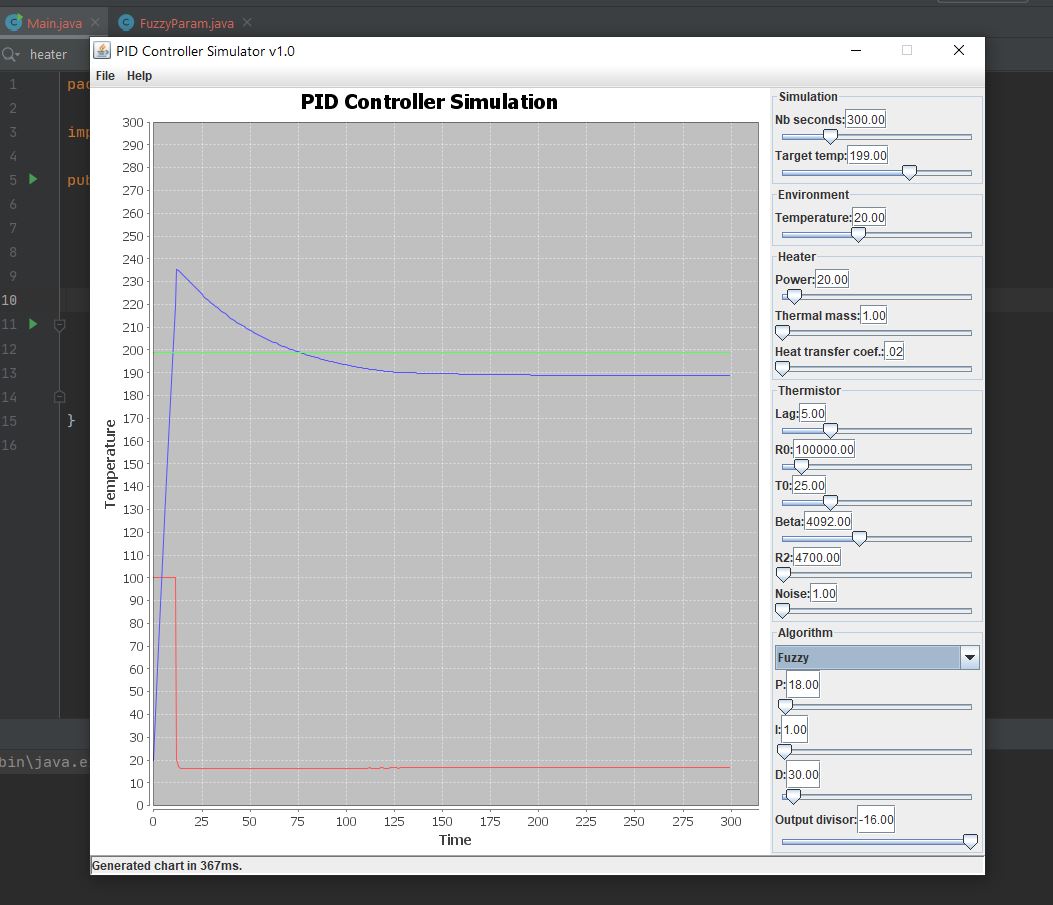 Main.java
FuzzyParam.java
heater
PID Controller Simulator v1.0
File Help
1 pac
2
3 imp
4
5 pub
6
7
8
9
10
11
12
13
14
15 }
16
bin\java.e
PID Controller Simulation
Temperature
300
290
280
270
260
250
240
230
220
210
200
190
180
170
160
150
140
130
120
110
100
90
80
70
60
50
40
30
20
10
0
0 25 50 75 100 125 150 175 200 225 250 275 300
Time
Simulation
Nb seconds: 300.00
Target temp: 199.00
Environment
Temperature: 20.00
Heater
Power: 20.00
Thermal mass: 1.00
Heat transfer coef.: .02
Thermistor
Lag: 5.00
R0: 100000.00
T0: 25.00
Beta: 4092.00
R2: 4700.00
Noise: 1.00
Algorithm
Fuzzy
P: 18.00
I: 1.00
D: 30.00
Output divisor: -16.00
Generated chart in 367ms.